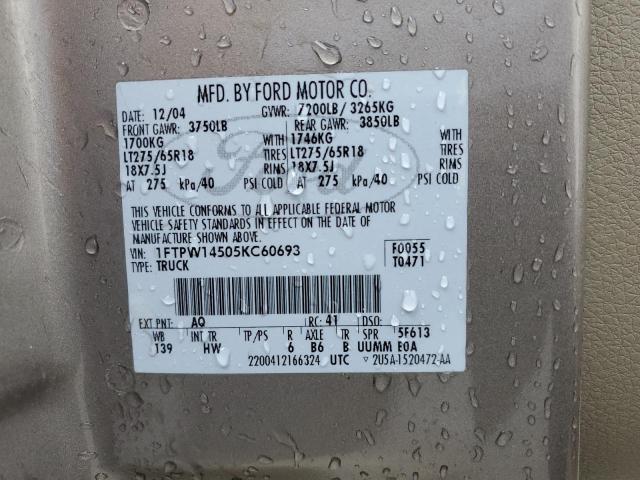 MFD. BY FORD MOTOR CO.
DATE: 12/04 GVWR: 7200LB / 3265KG
FRONT GAWR: 3750LB REAR GAWR: 3850LB
1700KG WITH 1746KG WITH
LT275/65R18 TIRES LT275/65R18 TIRES
18X7.5J RIMS 18X7.5J RIMS
AT 275 kPa/40 PSI COLD AT 275 kPa/40 PSI COLD
THIS VEHICLE CONFORMS TO ALL APPLICABLE FEDERAL MOTOR
VEHICLE SAFETY STANDARDS IN EFFECT ON THE DATE OF
MANUFACTURE SHOWN ABOVE.
VIN: 1FTPW14505KC60693 F0055
TYPE: TRUCK T0471
EXT PNT: AQ RC: 41 DSO:
WB INT TR TP/PS R AXLE TR SPR 5F613
139 HW 6 B6 B UUMM E0A
2200412166324 UTC ▽ 2U5A-1520472-AA
Ford